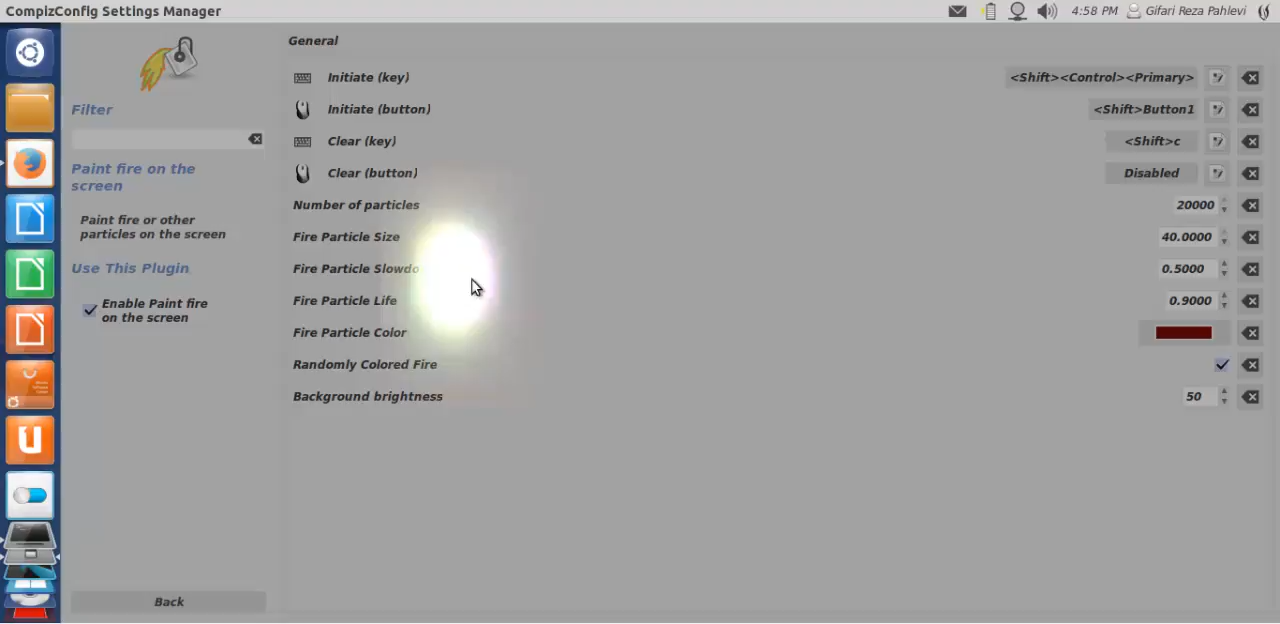 CompizConfig Settings Manager
4:58 PM
Gifari Reza Pahlevi
Filter
Paint fire on the
screen
Paint fire or other
particles on the screen
Use This Plugin
Enable Paint fire
on the screen
Back
General
Initiate (key)
<Shift><Control><Primary>
Initiate (button)
<Shift>Button1
Clear (key)
<Shift>c
Clear (button)
Disabled
Number of particles
20000
Fire Particle Size
40.0000
Fire Particle Slowdo
0.5000
Fire Particle Life
0.9000
Fire Particle Color
Randomly Colored Fire
Background brightness
50